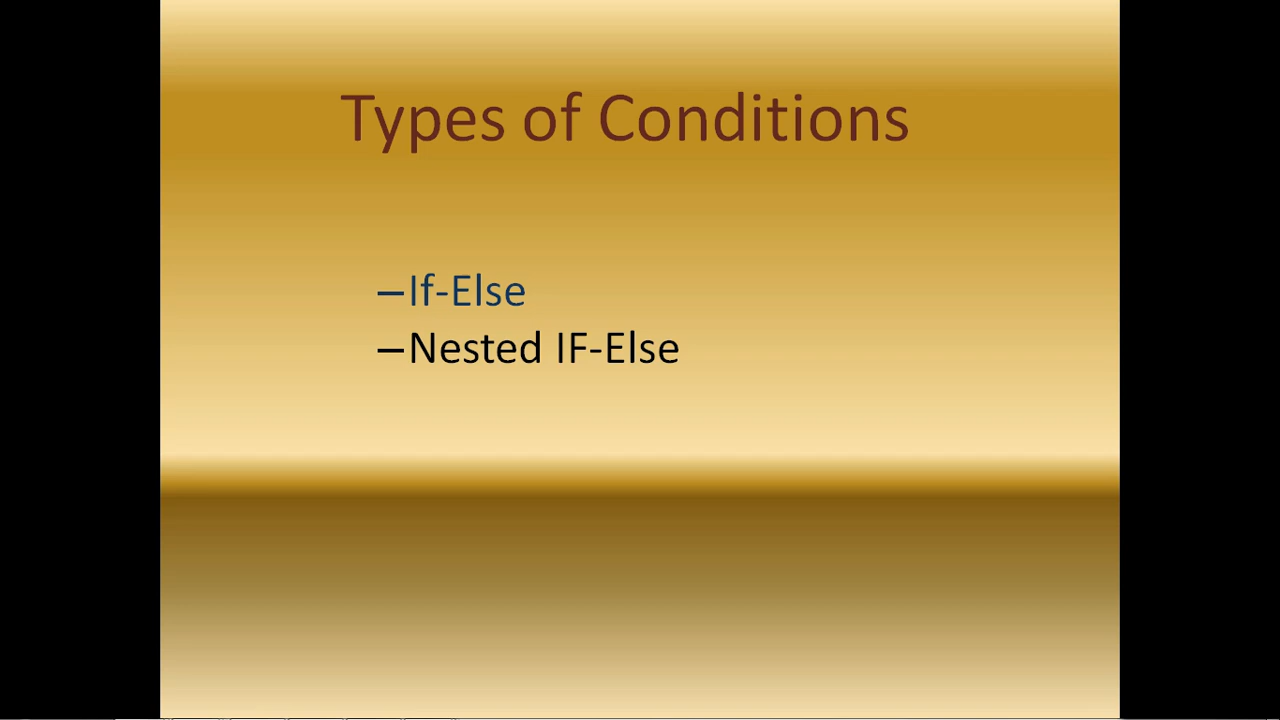 Types of Conditions
–If-Else
–Nested IF-Else